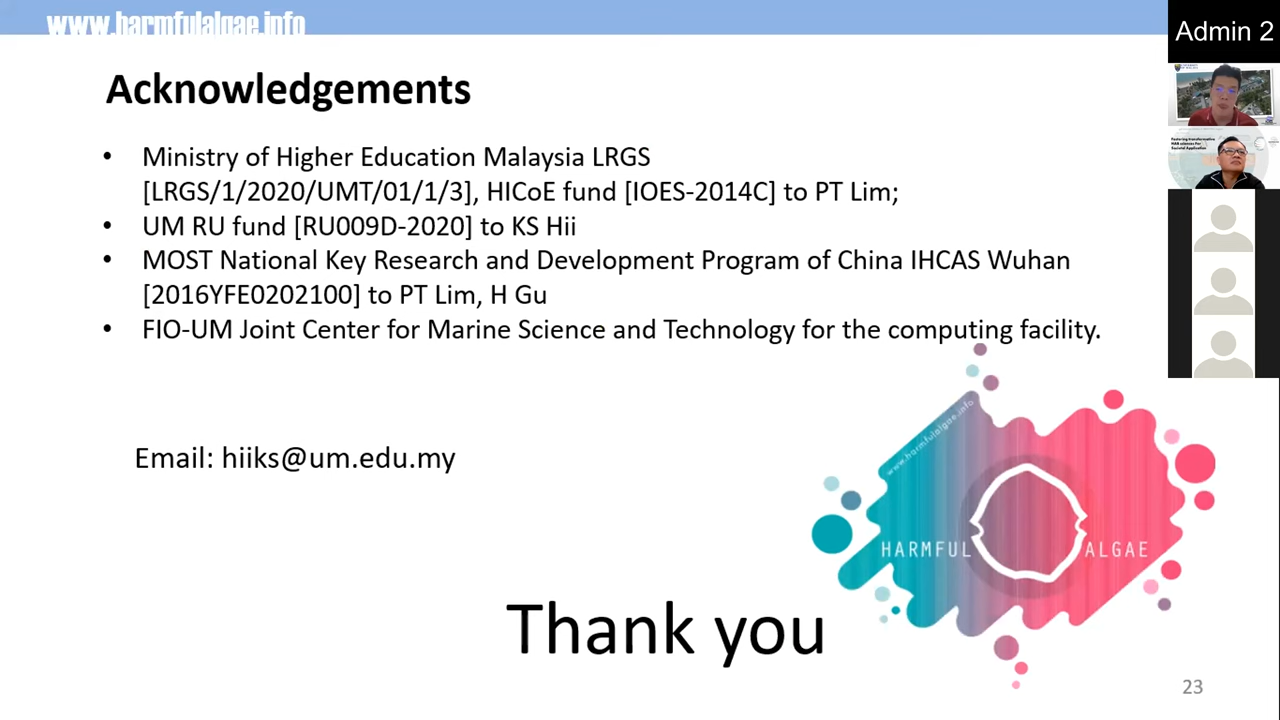 www.harmfulalgae.info
Admin 2
Acknowledgements
• Ministry of Higher Education Malaysia LRGS
[LRGS/1/2020/UMT/01/1/3], HICoE fund [IOES-2014C] to PT Lim;
• UM RU fund [RU009D-2020] to KS Hii
• MOST National Key Research and Development Program of China IHCAS Wuhan
[2016YFE0202100] to PT Lim, H Gu
• FIO-UM Joint Center for Marine Science and Technology for the computing facility.
Email: hiiks@um.edu.my
www.harmfulalgae.info
HARMFUL ALGAE
Thank you
23